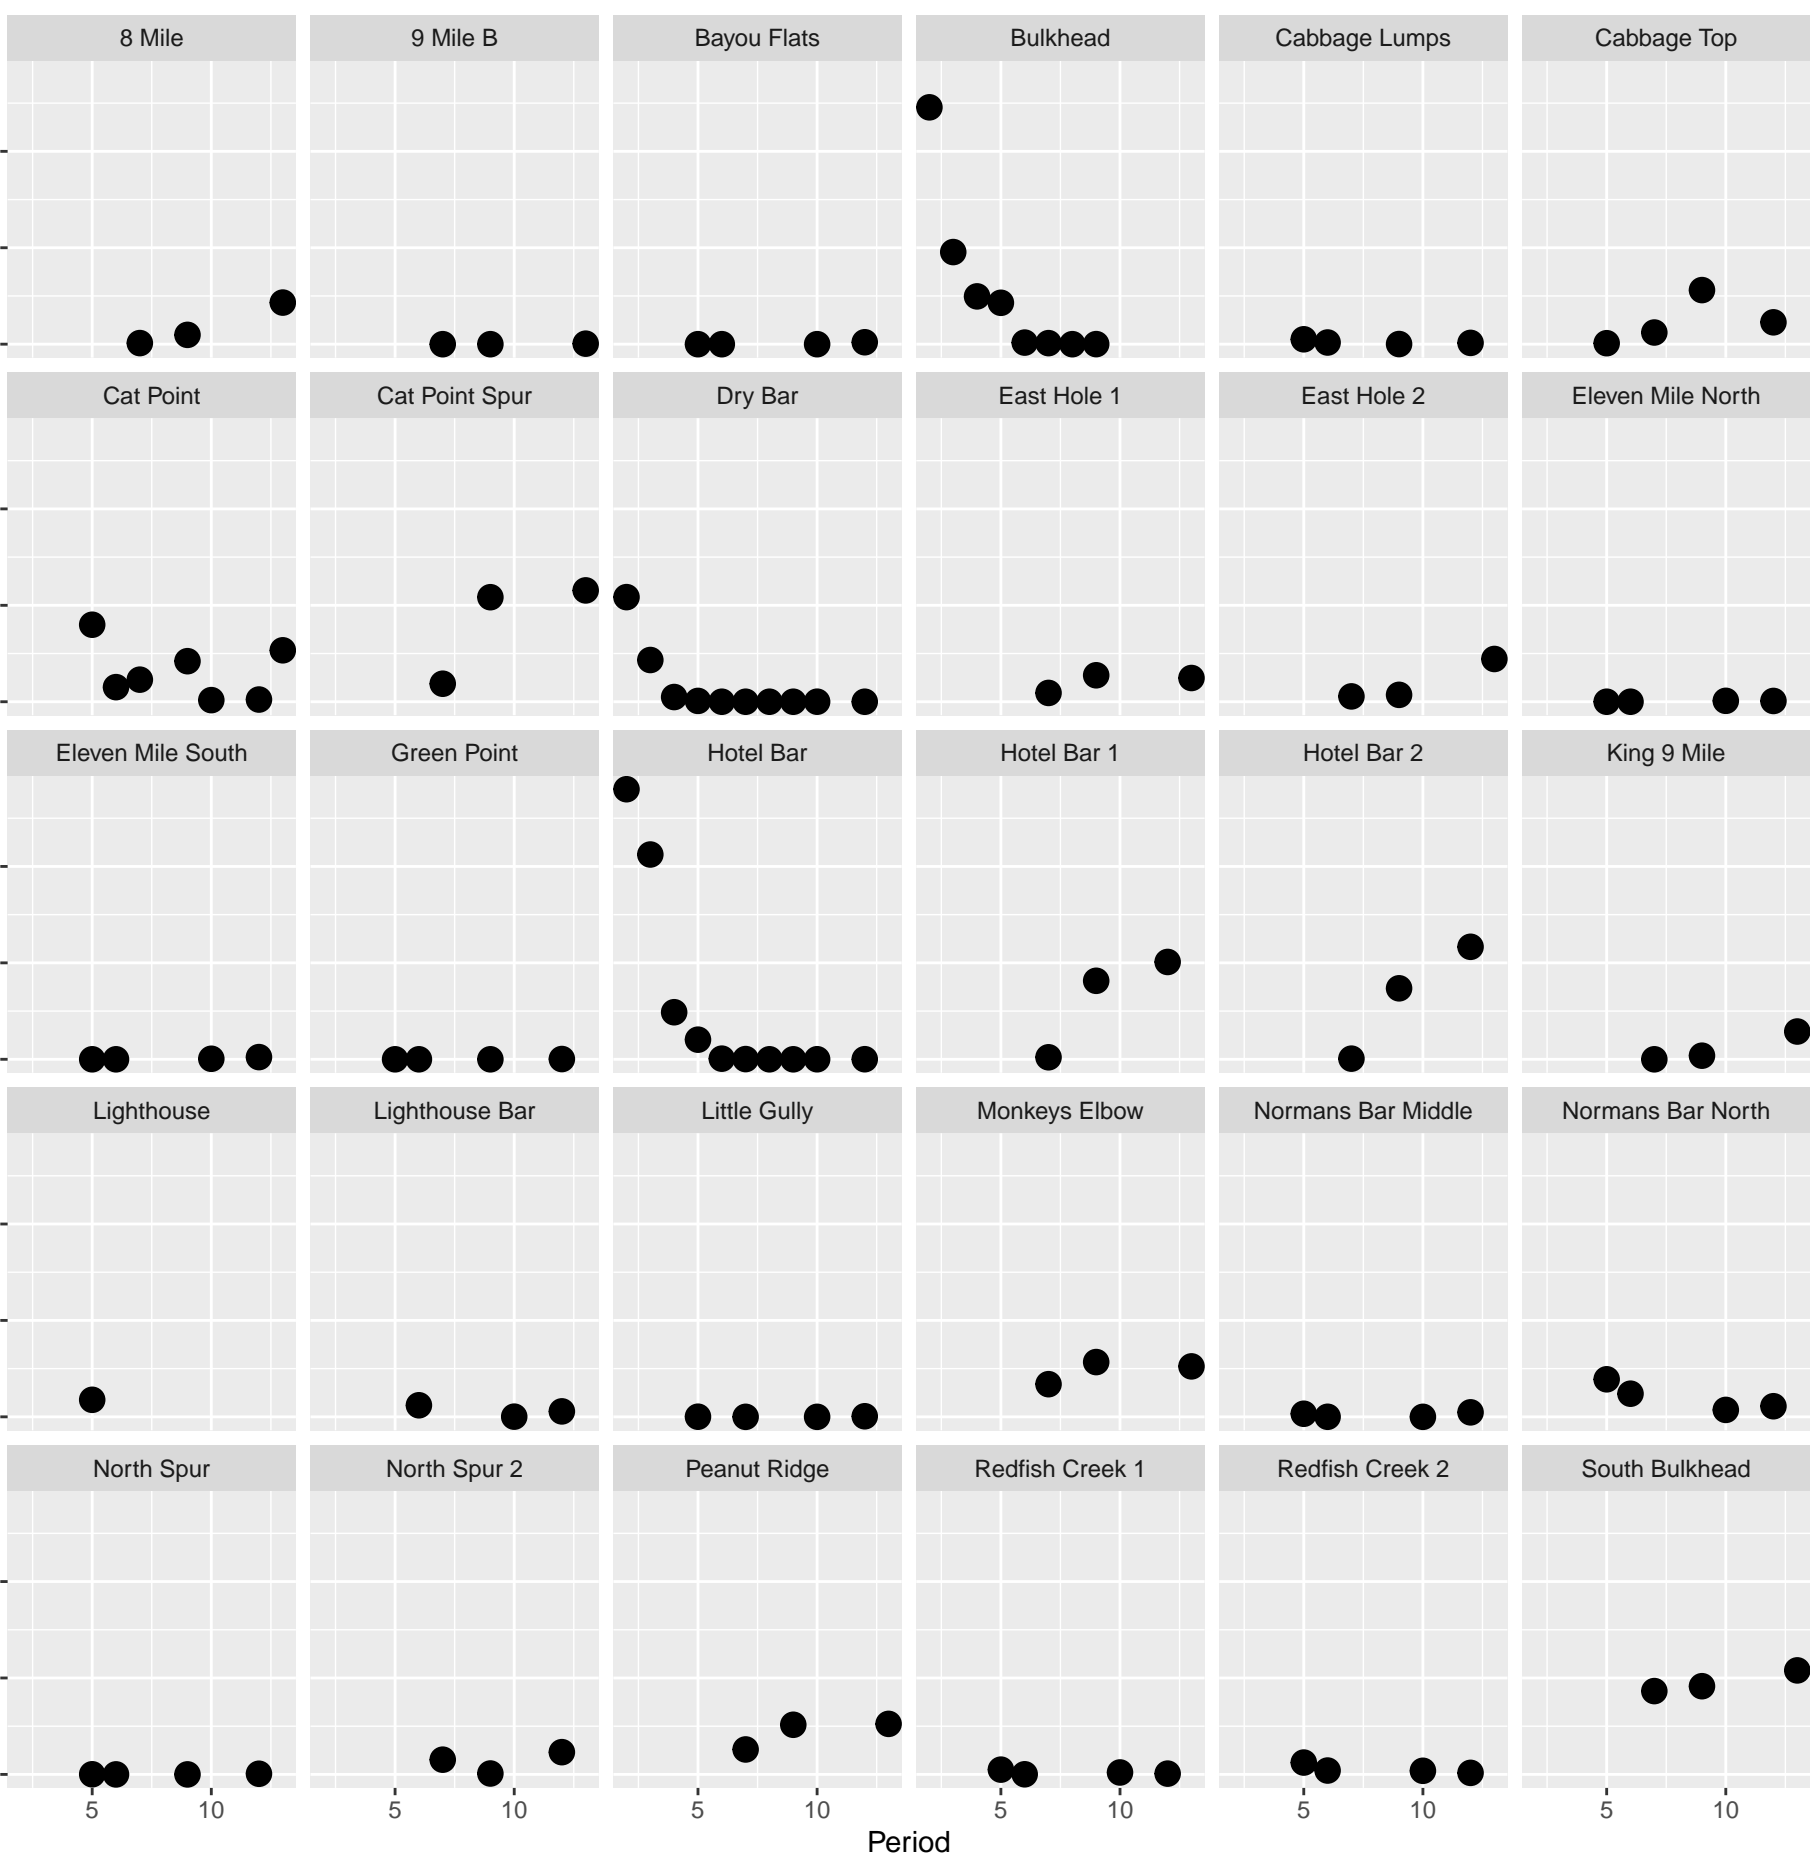 8 Mile 9 Mile B Bayou Flats Bulkhead Cabbage Lumps Cabbage Top
Cat Point Cat Point Spur Dry Bar East Hole 1 East Hole 2 Eleven Mile North
Eleven Mile South Green Point Hotel Bar Hotel Bar 1 Hotel Bar 2 King 9 Mile
Lighthouse Lighthouse Bar Little Gully Monkeys Elbow Normans Bar Middle Normans Bar North
North Spur North Spur 2 Peanut Ridge Redfish Creek 1 Redfish Creek 2 South Bulkhead
5 10 5 10 5 10 5 10 5 10 5 10
Period